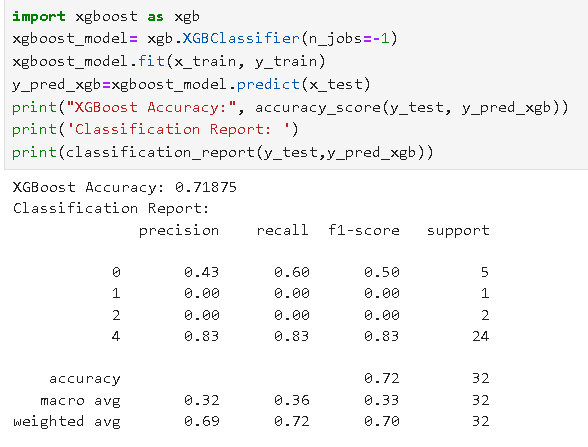 import xgboost as xgb
xgboost_model= xgb.XGBClassifier(n_jobs=-1)
xgboost_model.fit(x_train, y_train)
y_pred_xgb=xgboost_model.predict(x_test)
print("XGBoost Accuracy:", accuracy_score(y_test, y_pred_xgb))
print('Classification Report: ')
print(classification_report(y_test,y_pred_xgb))
XGBoost Accuracy: 0.71875
Classification Report:
precision recall f1-score support
0 0.43 0.60 0.50 5
1 0.00 0.00 0.00 1
2 0.00 0.00 0.00 2
4 0.83 0.83 0.83 24
accuracy 0.72 32
macro avg 0.32 0.36 0.33 32
weighted avg 0.69 0.72 0.70 32